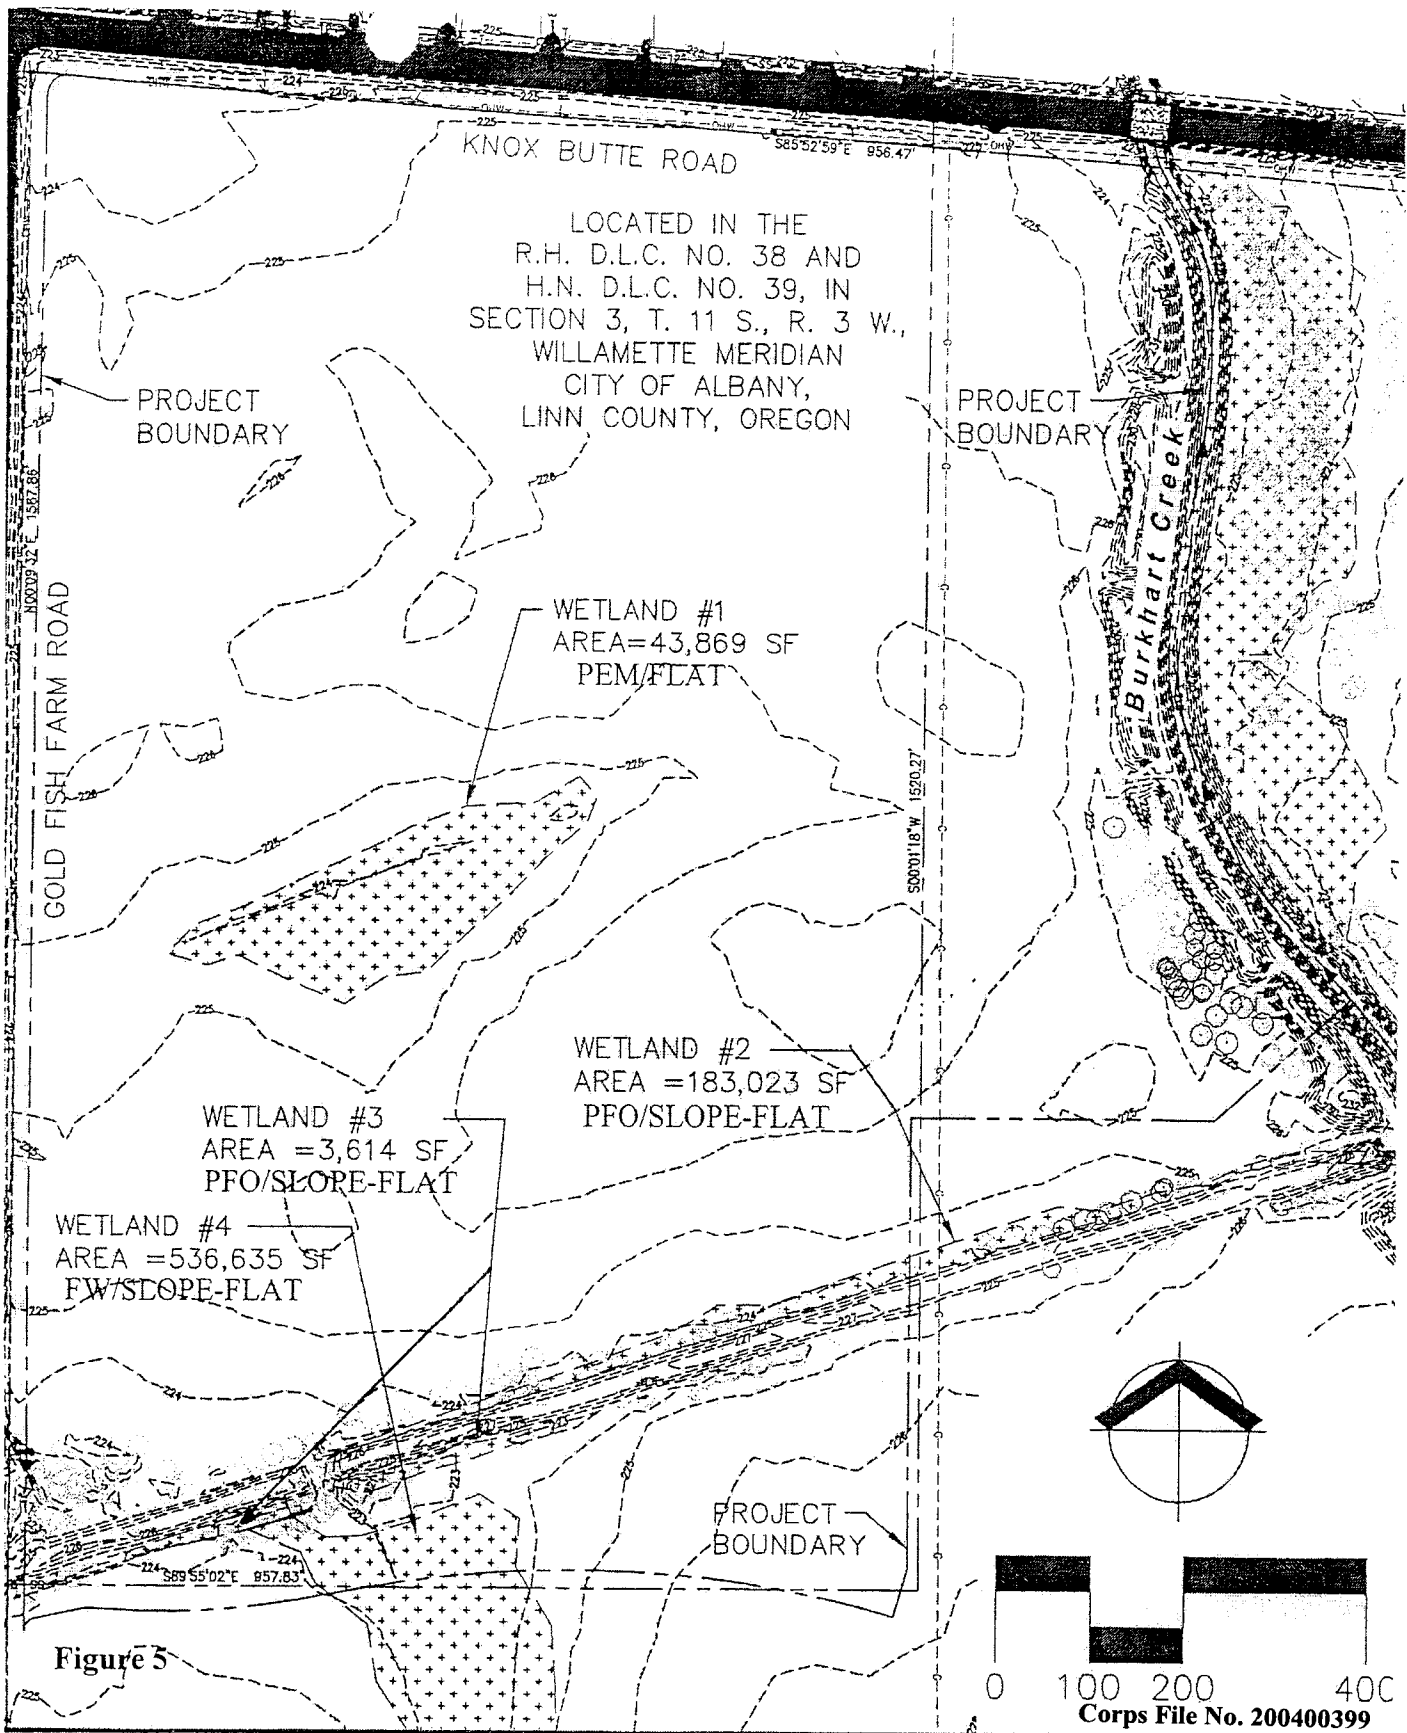 KNOX BUTTE ROAD
S85°52'59"E 956.47'
LOCATED IN THE
R.H. D.L.C. NO. 38 AND
H.N. D.L.C. NO. 39, IN
SECTION 3, T. 11 S., R. 3 W.,
WILLAMETTE MERIDIAN
CITY OF ALBANY,
LINN COUNTY, OREGON
PROJECT
BOUNDARY
PROJECT
BOUNDARY
Burkhart Creek
N00°09'32"E 1587.86'
GOLD FISH FARM ROAD
WETLAND #1
AREA=43,869 SF
PEM/FLAT
S00°01'18"W 1520.27'
WETLAND #2
AREA =183,023 SF
PFO/SLOPE-FLAT
WETLAND #3
AREA =3,614 SF
PFO/SLOPE-FLAT
WETLAND #4
AREA =536,635 SF
FW/SLOPE-FLAT
PROJECT
BOUNDARY
S89°55'02"E 957.83'
Figure 5
0 100 200 400
Corps File No. 200400399